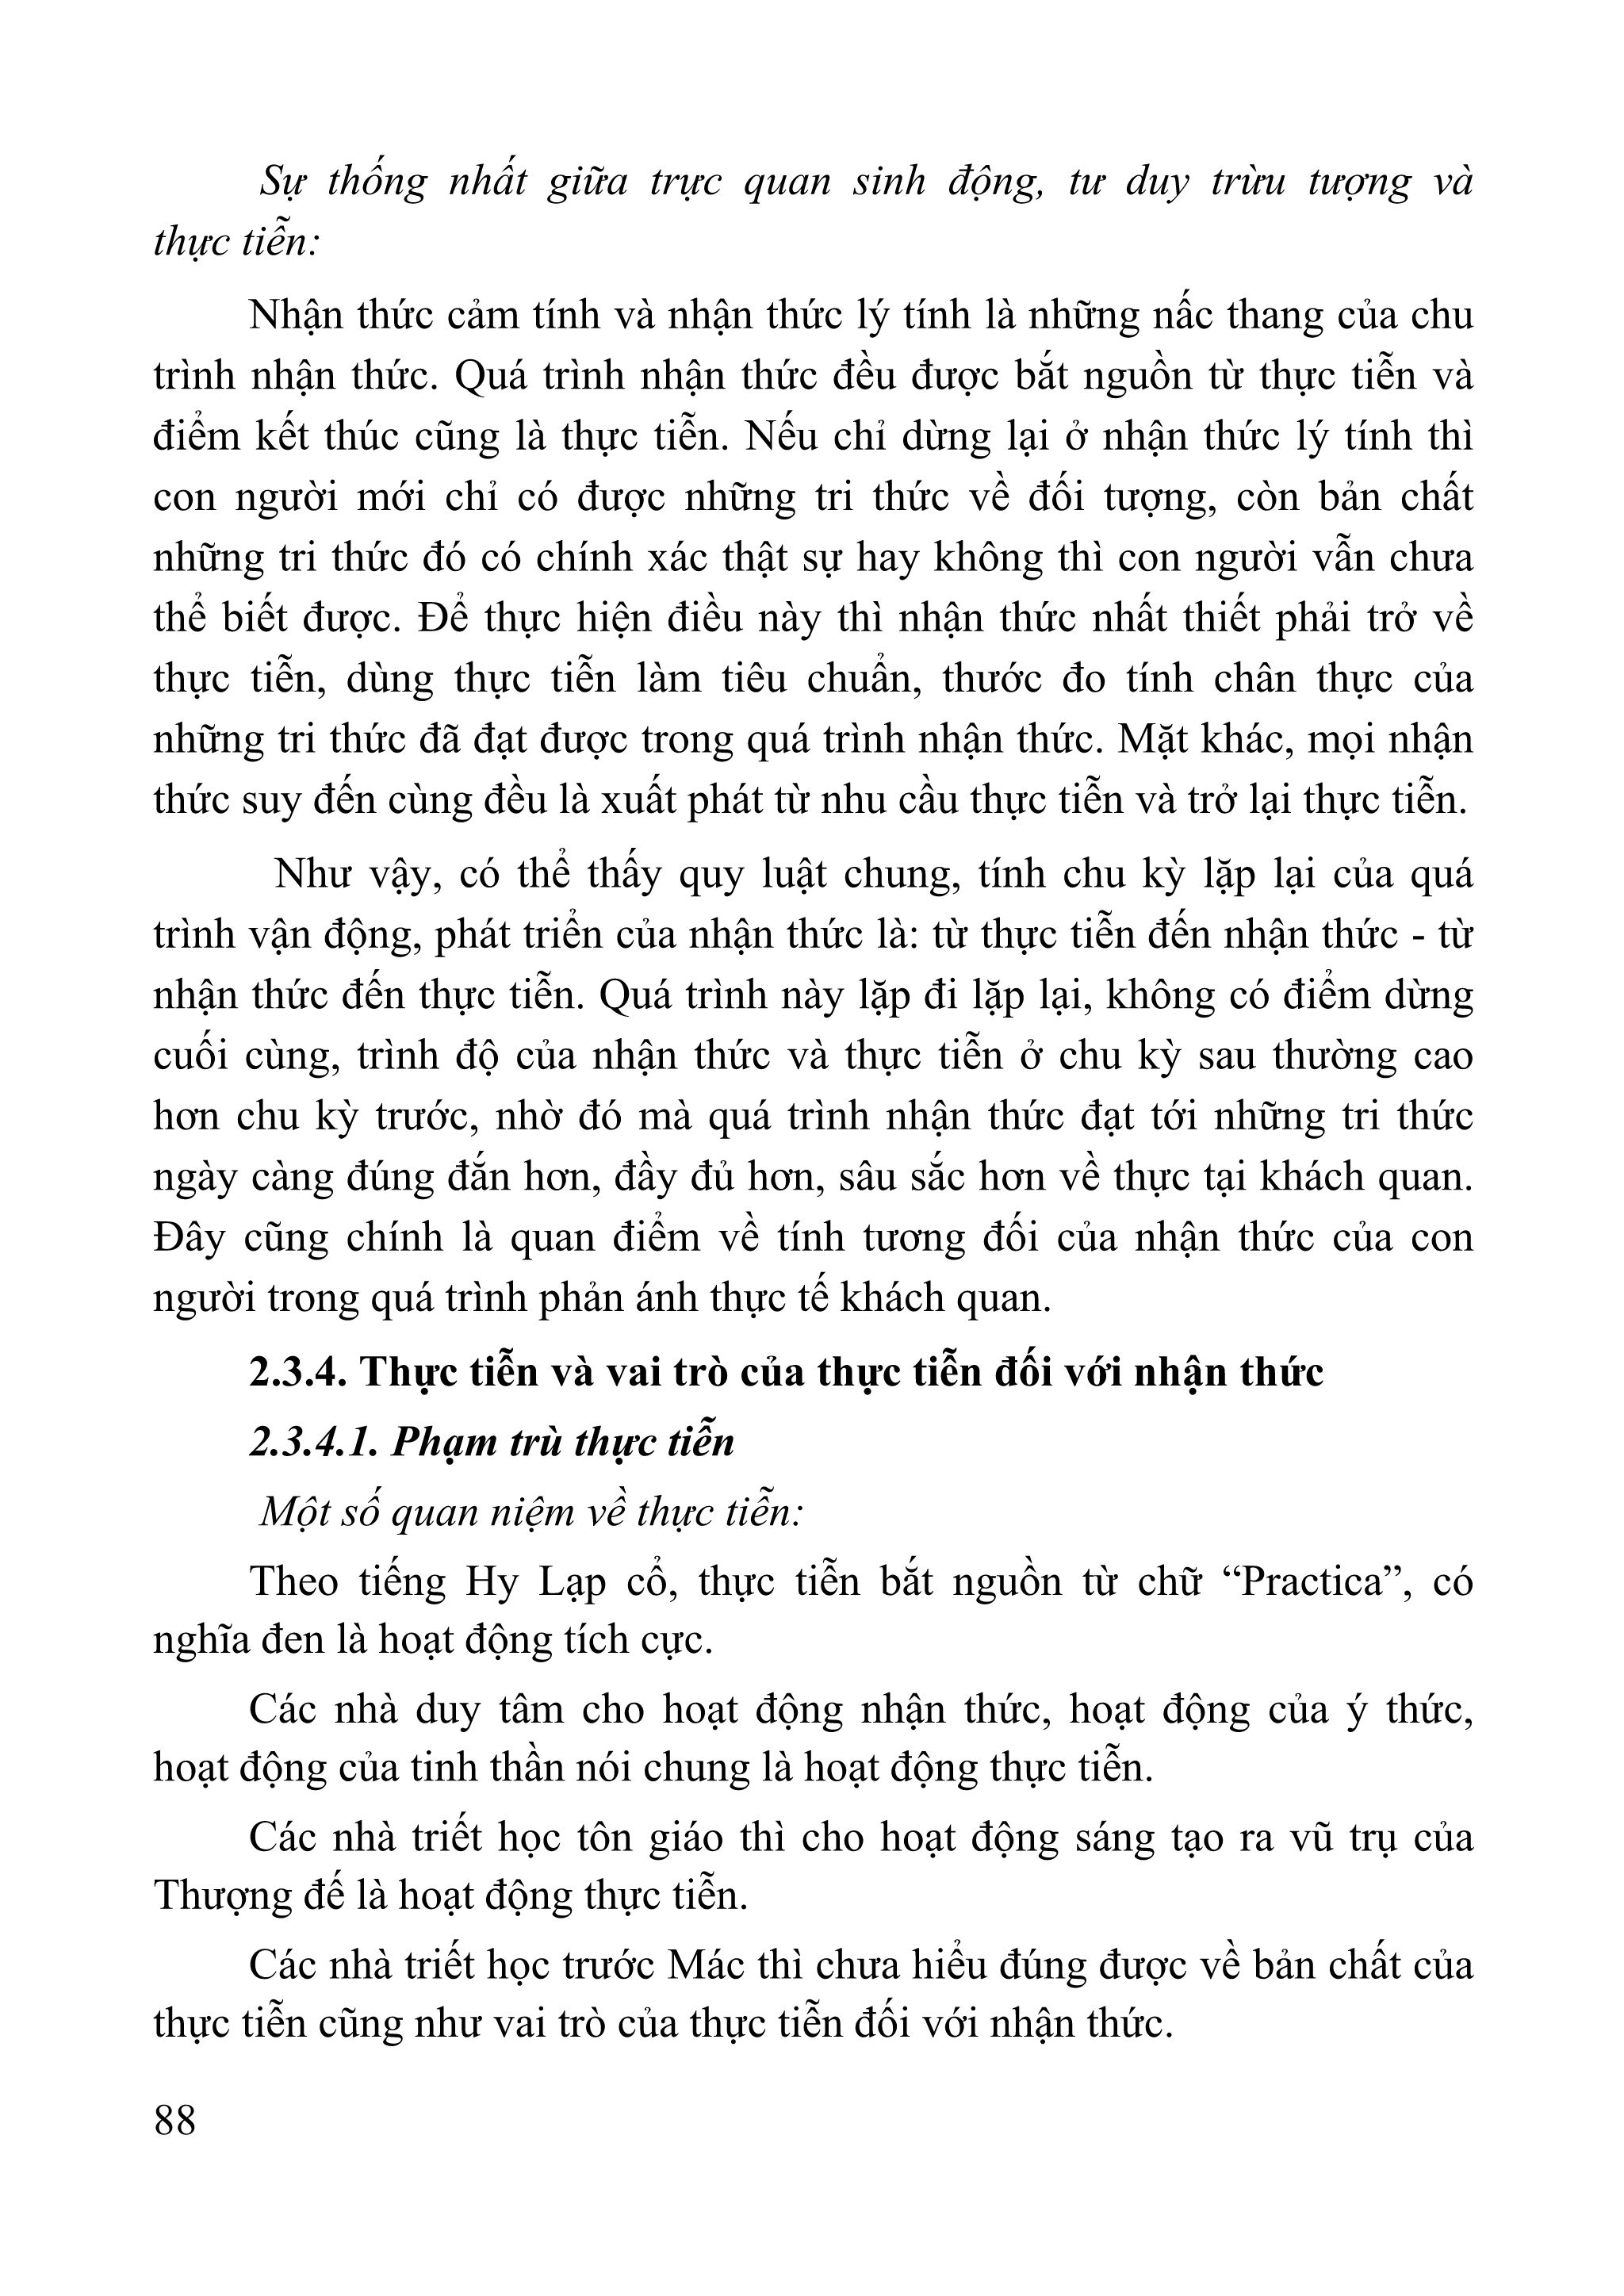 Sự thống nhất giữa trực quan sinh động, tư duy trừu tượng và
thực tiễn:
Nhận thức cảm tính và nhận thức lý tính là những nấc thang của chu
trình nhận thức. Quá trình nhận thức đều được bắt nguồn từ thực tiễn và
điểm kết thúc cũng là thực tiễn. Nếu chỉ dừng lại ở nhận thức lý tính thì
con người mới chỉ có được những tri thức về đối tượng, còn bản chất
những tri thức đó có chính xác thật sự hay không thì con người vẫn chưa
thể biết được. Để thực hiện điều này thì nhận thức nhất thiết phải trở về
thực tiễn, dùng thực tiễn làm tiêu chuẩn, thước đo tính chân thực của
những tri thức đã đạt được trong quá trình nhận thức. Mặt khác, mọi nhận
thức suy đến cùng đều là xuất phát từ nhu cầu thực tiễn và trở lại thực tiễn.
Như vậy, có thể thấy quy luật chung, tính chu kỳ lặp lại của quá
trình vận động, phát triển của nhận thức là: từ thực tiễn đến nhận thức - từ
nhận thức đến thực tiễn. Quá trình này lặp đi lặp lại, không có điểm dừng
cuối cùng, trình độ của nhận thức và thực tiễn ở chu kỳ sau thường cao
hơn chu kỳ trước, nhờ đó mà quá trình nhận thức đạt tới những tri thức
ngày càng đúng đắn hơn, đầy đủ hơn, sâu sắc hơn về thực tại khách quan.
Đây cũng chính là quan điểm về tính tương đối của nhận thức của con
người trong quá trình phản ánh thực tế khách quan.
2.3.4. Thực tiễn và vai trò của thực tiễn đối với nhận thức
2.3.4.1. Phạm trù thực tiễn
Một số quan niệm về thực tiễn:
Theo tiếng Hy Lạp cổ, thực tiễn bắt nguồn từ chữ “Practica”, có
nghĩa đen là hoạt động tích cực.
Các nhà duy tâm cho hoạt động nhận thức, hoạt động của ý thức,
hoạt động của tinh thần nói chung là hoạt động thực tiễn.
Các nhà triết học tôn giáo thì cho hoạt động sáng tạo ra vũ trụ của
Thượng đế là hoạt động thực tiễn.
Các nhà triết học trước Mác thì chưa hiểu đúng được về bản chất của
thực tiễn cũng như vai trò của thực tiễn đối với nhận thức.
88